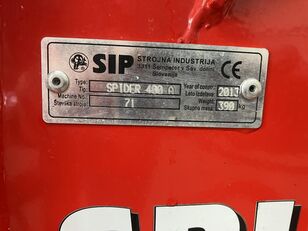 SIP STROJNA INDUSTRIJA
3311 Šempeter v Sav. dolini
Slovenija
CE
Type: Tip: SPIDER 400 A
Year of constr.: Leto izdelave: 2013
Machine No.: Številka stroja: 71
Weight: Skupna masa: 390 kg